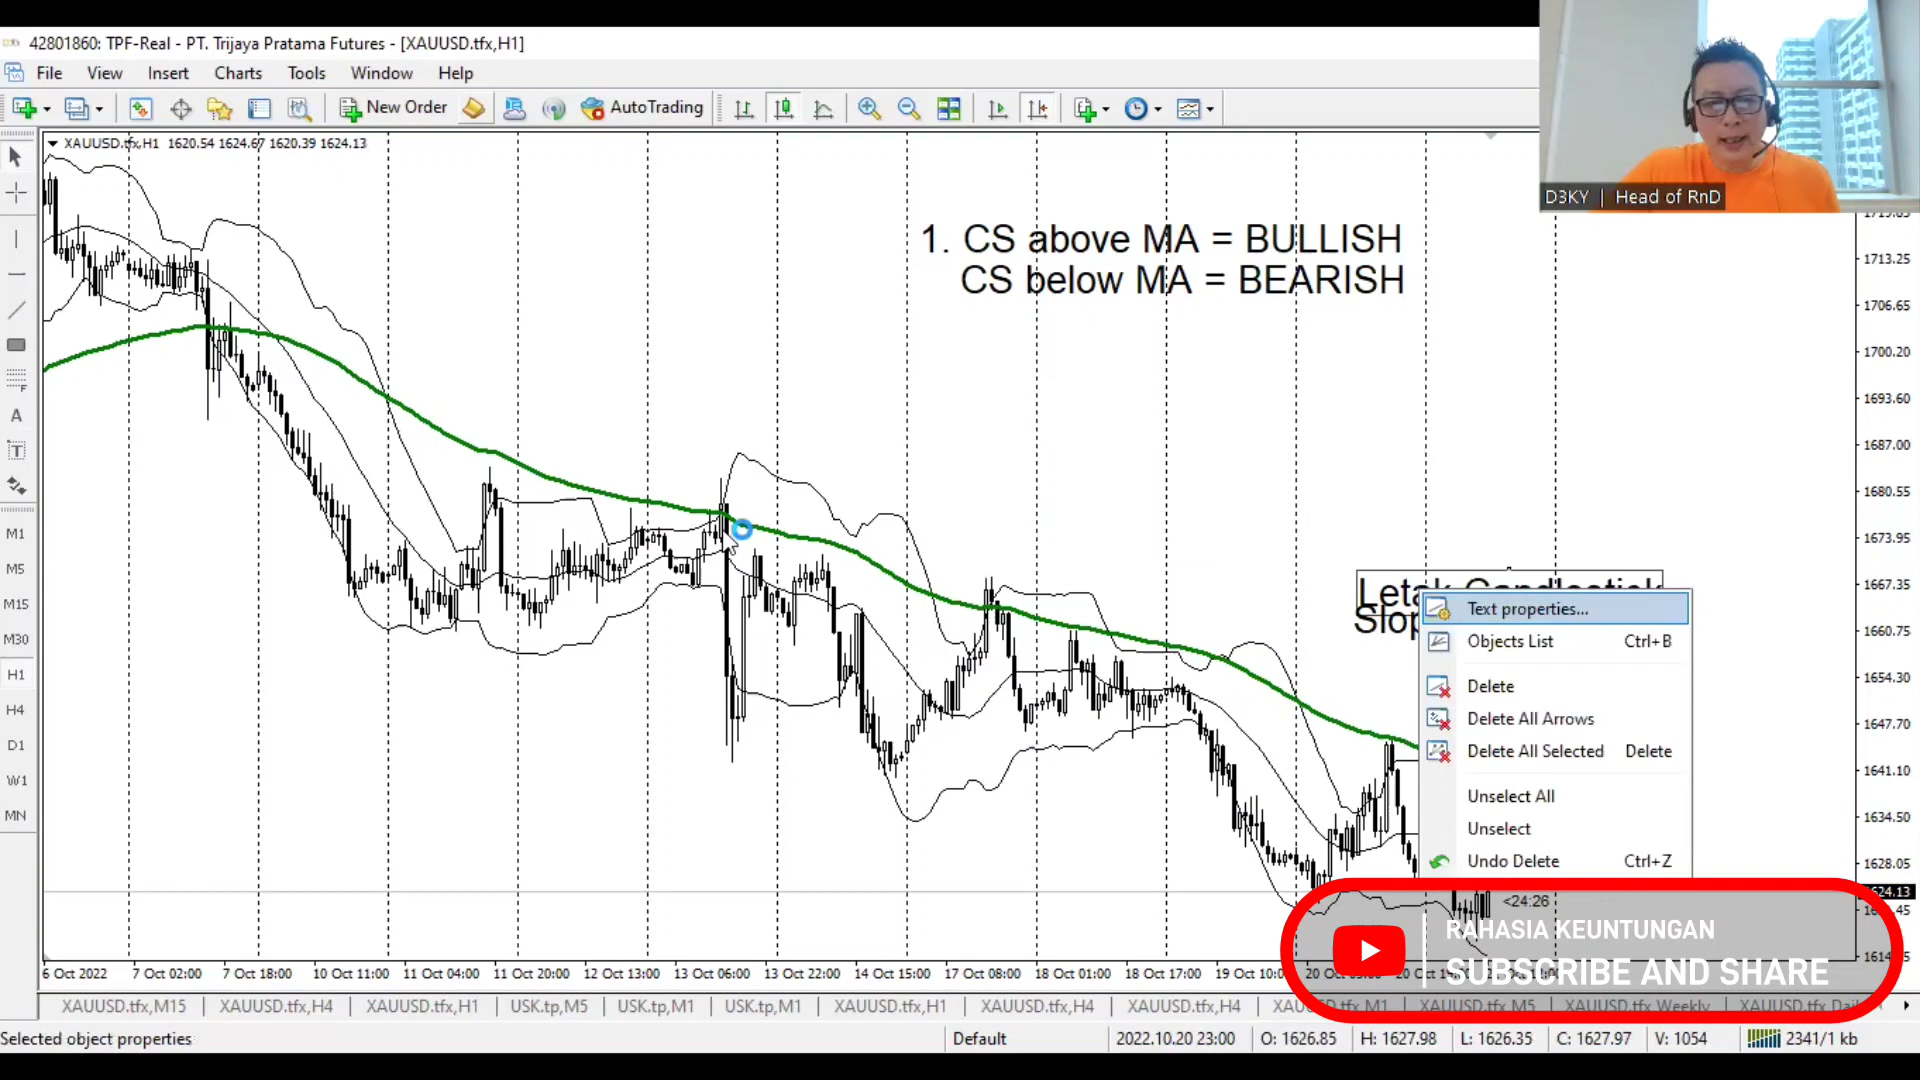 42801860: TPF-Real - PT. Trijaya Pratama Futures - [XAUUSD.tfx,H1]
File View Insert Charts Tools Window Help
New Order AutoTrading
D3KY | Head of RnD
XAUUSD.tfx,H1 1620.54 1624.67 1620.39 1624.13
1. CS above MA = BULLISH
CS below MA = BEARISH
1713.25
1706.65
1700.20
1693.60
1687.00
1680.55
1673.95
1667.35
1660.75
1654.30
1647.70
1641.10
1634.50
1628.05
A
T
M1
M5
M15
M30
H1
H4
D1
W1
MN
Text properties...
Objects List Ctrl+B
Delete
Delete All Arrows
Delete All Selected Delete
Unselect All
Unselect
Undo Delete Ctrl+Z
<24:26
RAHASIA KEUNTUNGAN
SUBSCRIBE AND SHARE
6 Oct 2022 7 Oct 02:00 7 Oct 18:00 10 Oct 11:00 11 Oct 04:00 11 Oct 20:00 12 Oct 13:00 13 Oct 06:00 13 Oct 22:00 14 Oct 15:00 17 Oct 08:00 18 Oct 01:00 18 Oct 17:00
XAUUSD.tfx,M15 XAUUSD.tfx,H4 XAUUSD.tfx,H1 USK.tp,M5 USK.tp,M1 USK.tp,M1 XAUUSD.tfx,H1 XAUUSD.tfx,H4 XAUUSD.tfx,H4 XAUUSD.tfx,M5 XAUUSD.tfx,Weekly
Selected object properties Default 2022.10.20 23:00 O: 1626.85 H: 1627.98 L: 1626.35 C: 1627.97 V: 1054 2341/1 kb